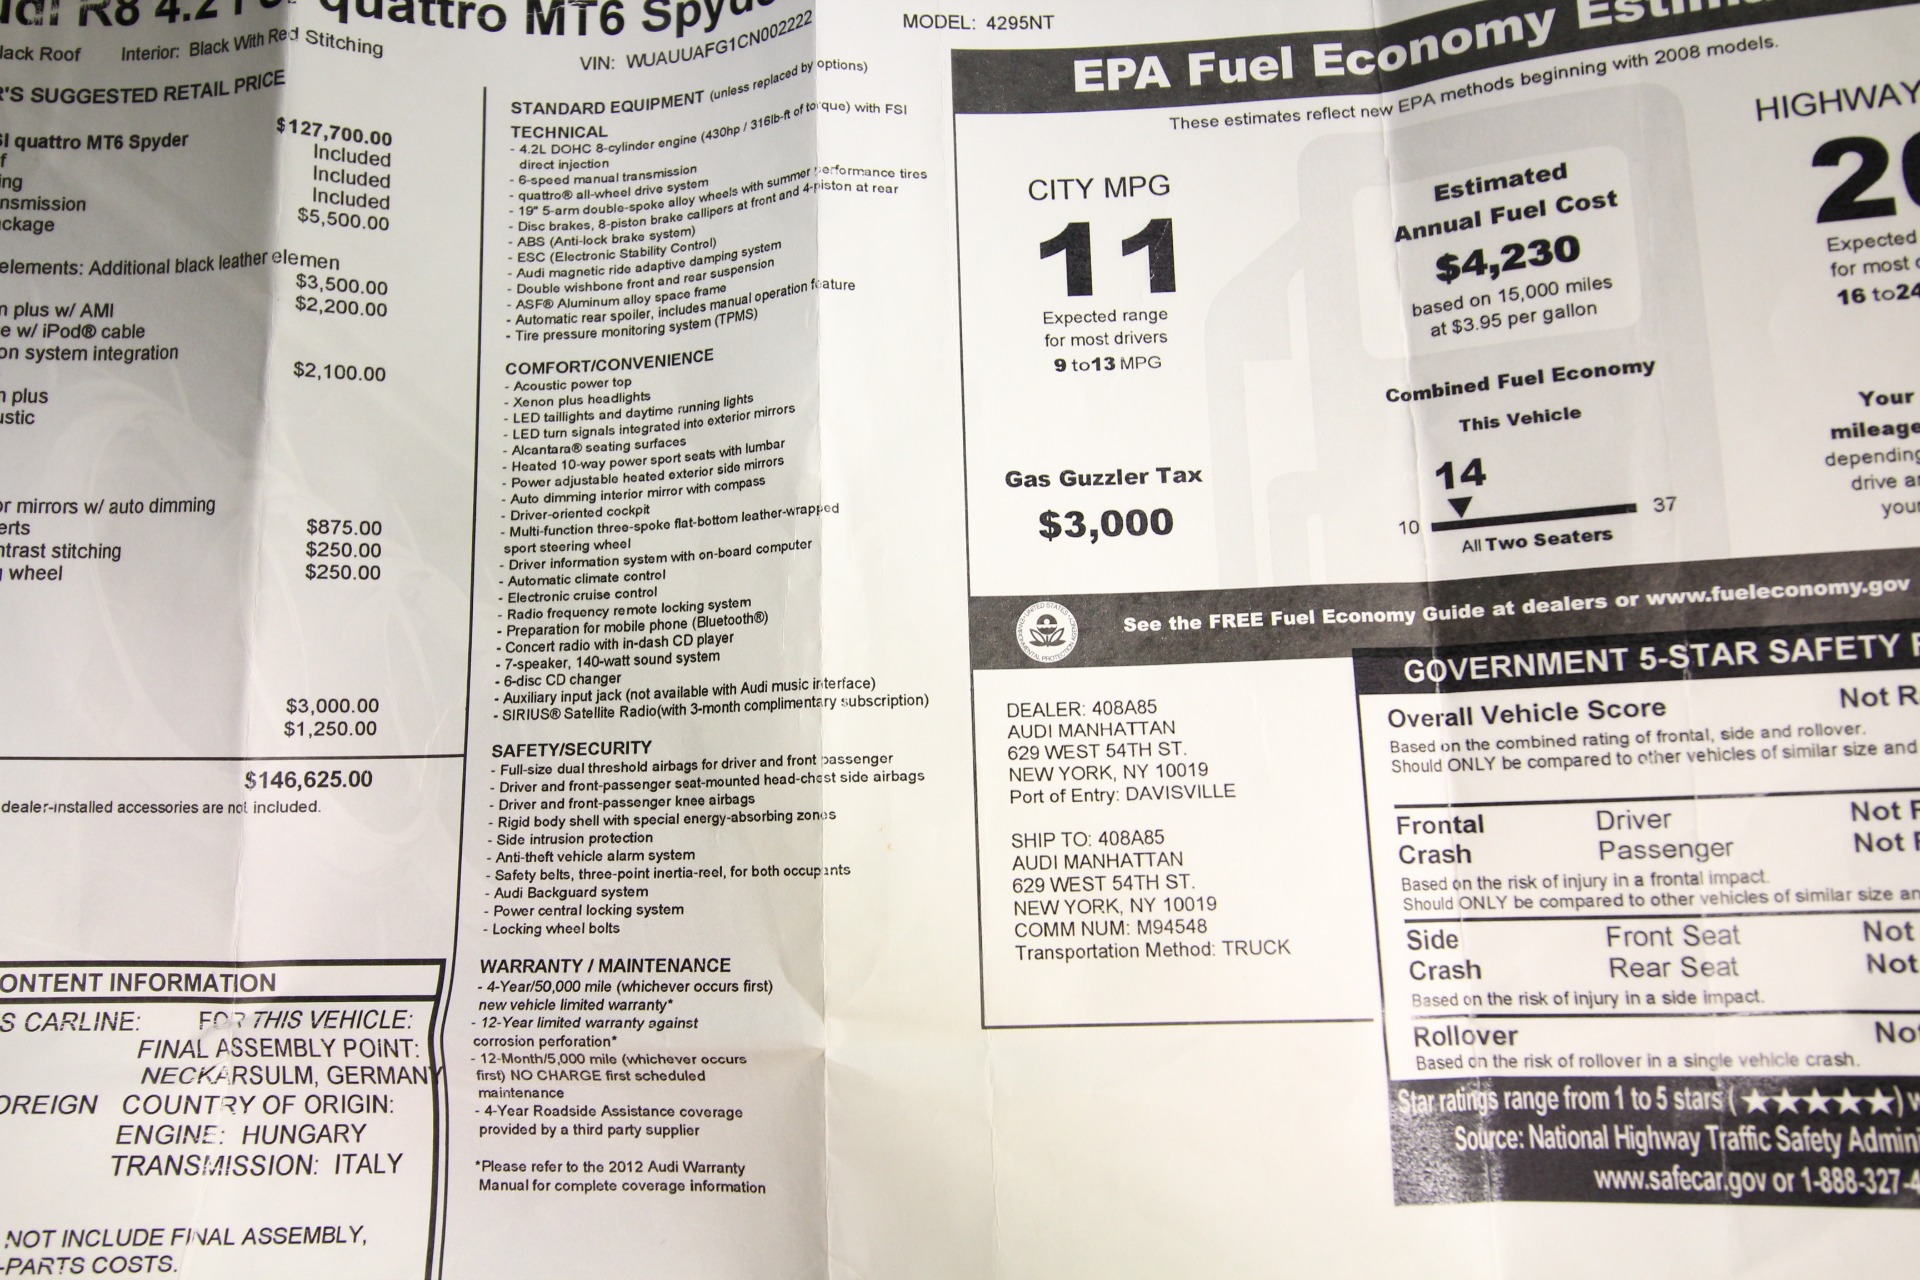 R8 4.2 quattro MT6 Spyder
MODEL: 4295NT
Roof Interior: Black With Red Stitching
VIN: WUAUUAFG1CN002222
SUGGESTED RETAIL PRICE
quattro MT6 Spyder $127,700.00
Included
Included
Included
$5,500.00
elements: Additional black leather elemen
$3,500.00
plus w/ AMI $2,200.00
w/ iPod® cable
system integration
$2,100.00
plus
mirrors w/ auto dimming
$875.00
stitching $250.00
wheel $250.00
$3,000.00
$1,250.00
$146,625.00
dealer-installed accessories are not included.
CONTENT INFORMATION
CARLINE: FOR THIS VEHICLE:
FINAL ASSEMBLY POINT:
NECKARSULM, GERMANY
FOREIGN COUNTRY OF ORIGIN:
ENGINE: HUNGARY
TRANSMISSION: ITALY
NOT INCLUDE FINAL ASSEMBLY,
-PARTS COSTS.
STANDARD EQUIPMENT (unless replaced by options)
TECHNICAL
- 4.2L DOHC 8-cylinder engine (430hp / 316lb-ft of torque) with FSI
direct injection
- 6-speed manual transmission
- quattro® all-wheel drive system
- 19" 5-arm double-spoke alloy wheels with summer performance tires
- Disc brakes, 8-piston brake callipers at front and 4-piston at rear
- ABS (Anti-lock brake system)
- ESC (Electronic Stability Control)
- Audi magnetic ride adaptive damping system
- Double wishbone front and rear suspension
- ASF® Aluminum alloy space frame
- Automatic rear spoiler, includes manual operation feature
- Tire pressure monitoring system (TPMS)
COMFORT/CONVENIENCE
- Acoustic power top
- Xenon plus headlights
- LED taillights and daytime running lights
- LED turn signals integrated into exterior mirrors
- Alcantara® seating surfaces
- Heated 10-way power sport seats with lumbar
- Power adjustable heated exterior side mirrors
- Auto dimming interior mirror with compass
- Driver-oriented cockpit
- Multi-function three-spoke flat-bottom leather-wrapped
sport steering wheel
- Driver information system with on-board computer
- Automatic climate control
- Electronic cruise control
- Radio frequency remote locking system
- Preparation for mobile phone (Bluetooth®)
- Concert radio with in-dash CD player
- 7-speaker, 140-watt sound system
- 6-disc CD changer
- Auxiliary input jack (not available with Audi music interface)
- SIRIUS® Satellite Radio(with 3-month complimentary subscription)
SAFETY/SECURITY
- Full-size dual threshold airbags for driver and front passenger
- Driver and front-passenger seat-mounted head-chest side airbags
- Driver and front-passenger knee airbags
- Rigid body shell with special energy-absorbing zones
- Side intrusion protection
- Anti-theft vehicle alarm system
- Safety belts, three-point inertia-reel, for both occupants
- Audi Backguard system
- Power central locking system
- Locking wheel bolts
WARRANTY / MAINTENANCE
- 4-Year/50,000 mile (whichever occurs first)
new vehicle limited warranty*
- 12-Year limited warranty against
corrosion perforation*
- 12-Month/5,000 mile (whichever occurs
first) NO CHARGE first scheduled
maintenance
- 4-Year Roadside Assistance coverage
provided by a third party supplier
*Please refer to the 2012 Audi Warranty
Manual for complete coverage information
EPA Fuel Economy
These estimates reflect new EPA methods beginning with 2008 models.
CITY MPG
11
Expected range
for most drivers
9 to 13 MPG
Gas Guzzler Tax
$3,000
Estimated
Annual Fuel Cost
$4,230
based on 15,000 miles
at $3.95 per gallon
Combined Fuel Economy
This Vehicle
14
10 37
All Two Seaters
HIGHWAY
Expected
for most
16 to 24
Your
mileage
depending
drive
your
See the FREE Fuel Economy Guide at dealers or www.fueleconomy.gov
DEALER: 408A85
AUDI MANHATTAN
629 WEST 54TH ST.
NEW YORK, NY 10019
Port of Entry: DAVISVILLE
SHIP TO: 408A85
AUDI MANHATTAN
629 WEST 54TH ST.
NEW YORK, NY 10019
COMM NUM: M94548
Transportation Method: TRUCK
GOVERNMENT 5-STAR SAFETY
Overall Vehicle Score Not
Based on the combined rating of frontal, side and rollover.
Should ONLY be compared to other vehicles of similar size and
Frontal Driver Not
Crash Passenger Not
Based on the risk of injury in a frontal impact.
Should ONLY be compared to other vehicles of similar size
Side Front Seat Not
Crash Rear Seat Not
Based on the risk of injury in a side impact.
Rollover Not
Based on the risk of rollover in a single vehicle crash.
Star ratings range from 1 to 5 stars (★★★★★)
Source: National Highway Traffic Safety
www.safecar.gov or 1-888-327-4